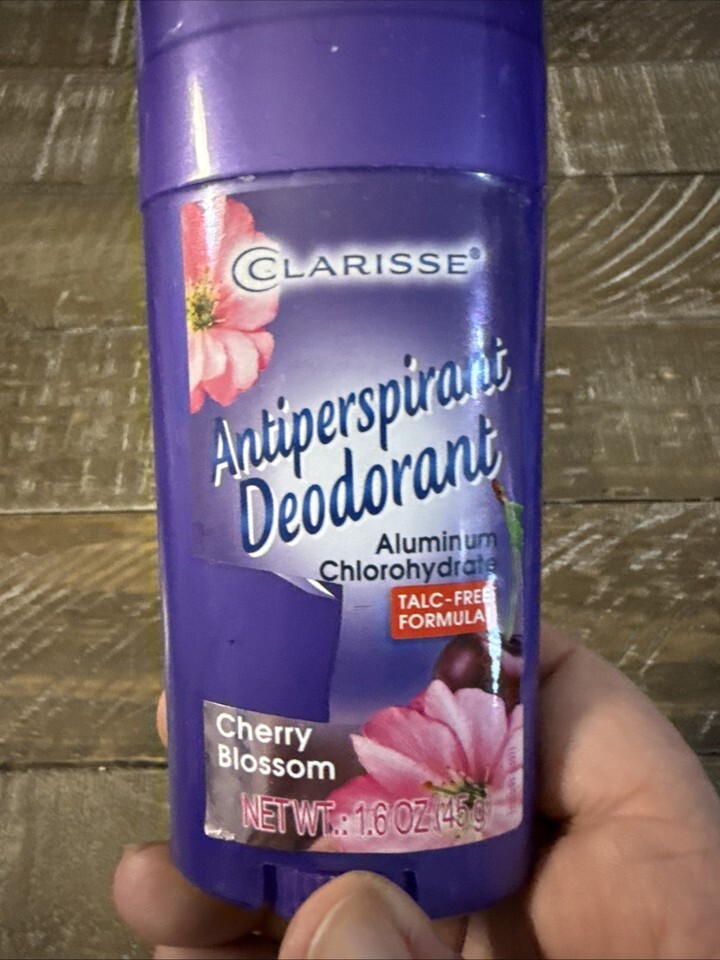 CLARISSE®
Antiperspirant
Deodorant
Aluminum
Chlorohydrate
TALC-FREE
FORMULA
Cherry
Blossom
NET WT.: 1.6 OZ (45 g)